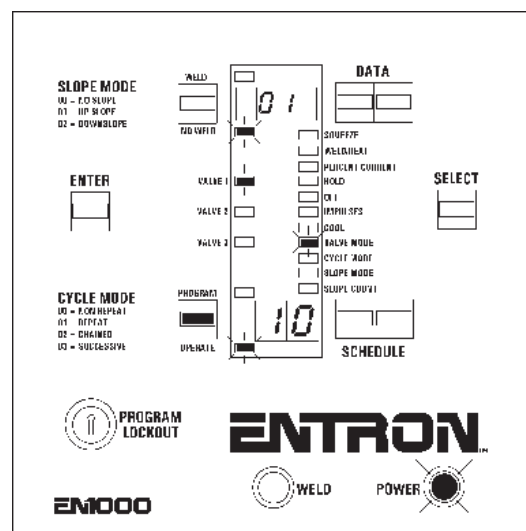 SLOPE MODE
00 = NO SLOPE
01 = UP SLOPE
02 = DOWNSLOPE
WELD
NO WELD
01
DATA
SQUEEZE
WELD/HEAT
PERCENT CURRENT
HOLD
OFF
IMPULSES
COOL
VALVE MODE
CYCLE MODE
SLOPE MODE
SLOPE COUNT
ENTER
VALVE 1
VALVE 2
VALVE 3
SELECT
CYCLE MODE
00 = NON REPEAT
01 = REPEAT
02 = CHAINED
03 = SUCCESSIVE
PROGRAM
OPERATE
10
SCHEDULE
PROGRAM
LOCKOUT
ENTRON
WELD
POWER
EN1000